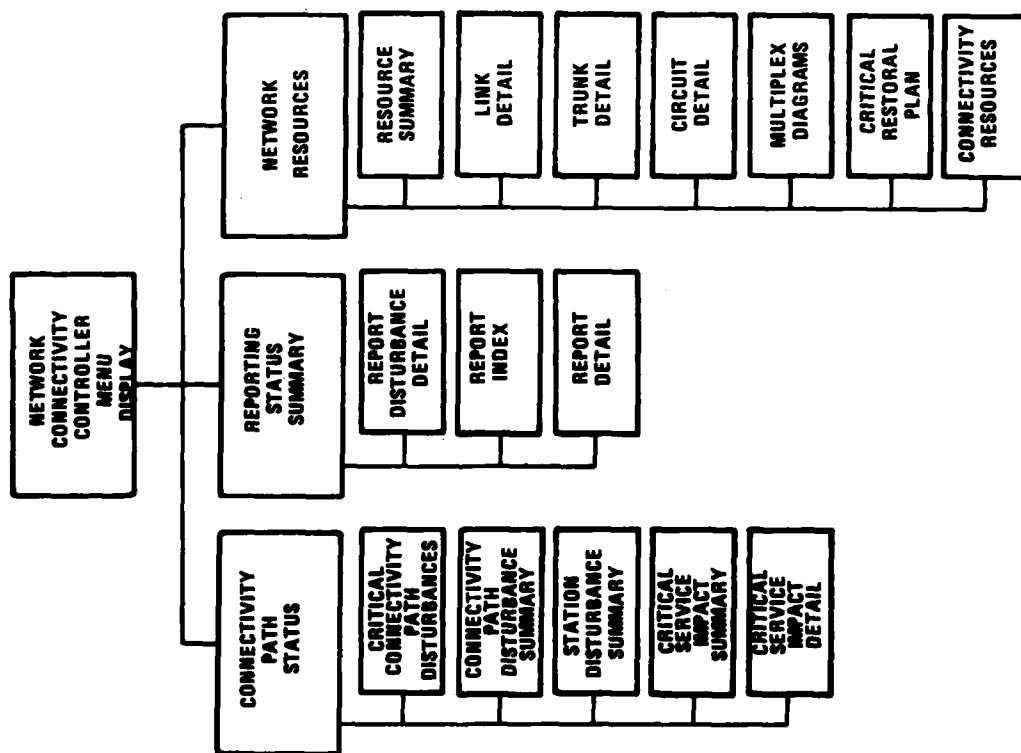 NETWORK
CONNECTIVITY
CONTROLLER
MENU
DISPLAY
CONNECTIVITY
PATH
STATUS
CRITICAL
CONNECTIVITY
PATH
DISTURBANCES
CONNECTIVITY
PATH
DISTURBANCE
SUMMARY
STATION
DISTURBANCE
SUMMARY
CRITICAL
SERVICE
IMPACT
SUMMARY
CRITICAL
SERVICE
IMPACT
DETAIL
REPORTING
STATUS
SUMMARY
REPORT
DISTURBANCE
DETAIL
REPORT
INDEX
REPORT
DETAIL
NETWORK
RESOURCES
RESOURCE
SUMMARY
LINK
DETAIL
TRUNK
DETAIL
CIRCUIT
DETAIL
MULTIPLEX
DIAGRAMS
CRITICAL
RESTORAL
PLAN
CONNECTIVITY
RESOURCES